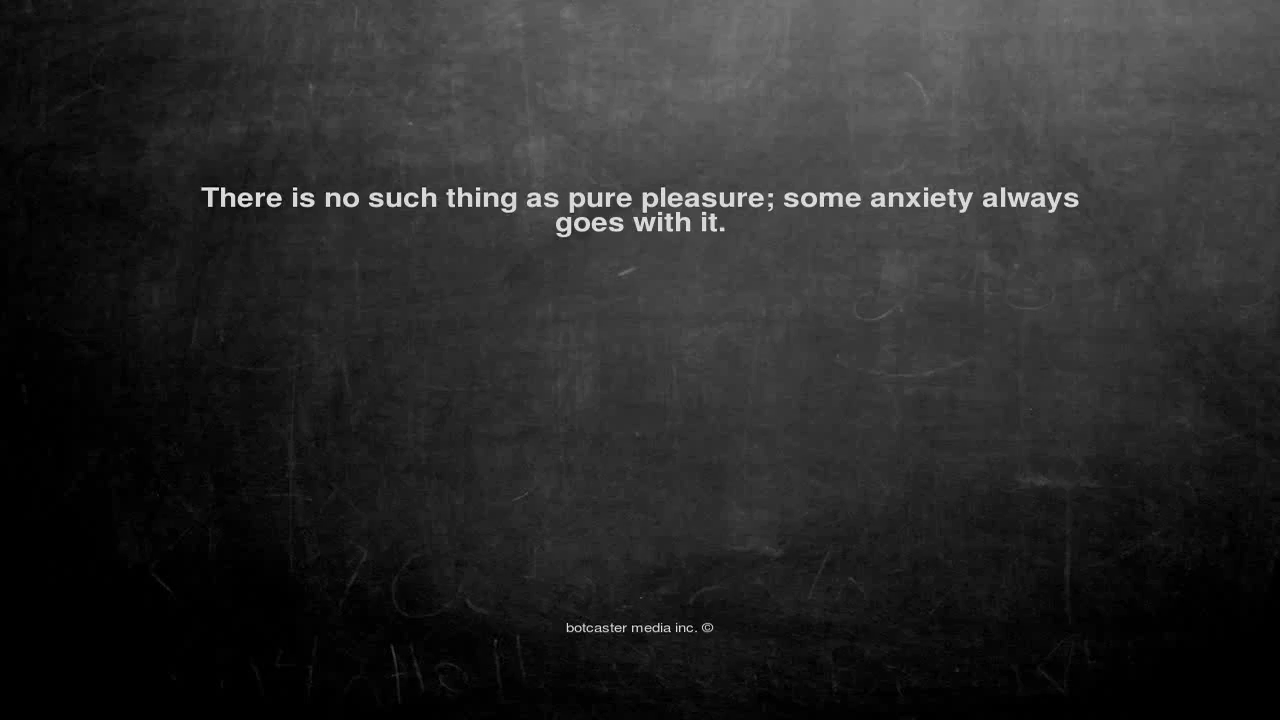 There is no such thing as pure pleasure; some anxiety always
goes with it.
botcaster media inc. ©